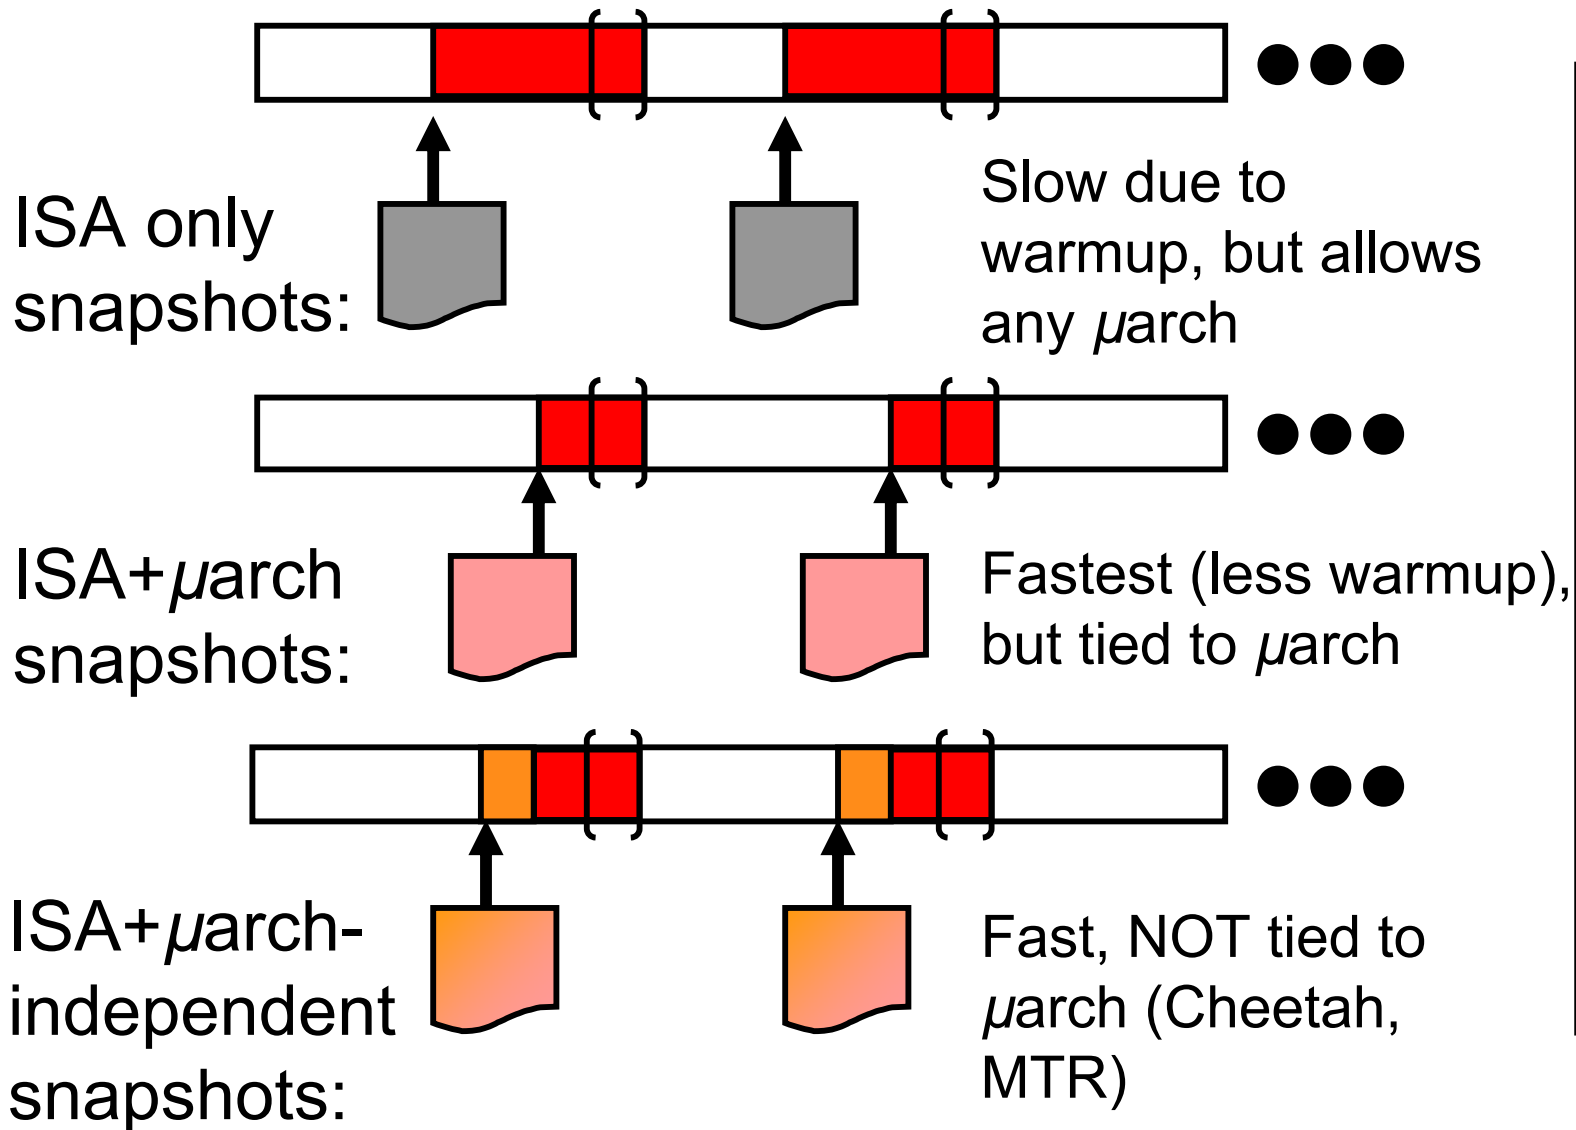 ISA only
snapshots:
Slow due to
warmup, but allows
any µarch
ISA+µarch
snapshots:
Fastest (less warmup),
but tied to µarch
ISA+µarch-
independent
snapshots:
Fast, NOT tied to
µarch (Cheetah,
MTR)